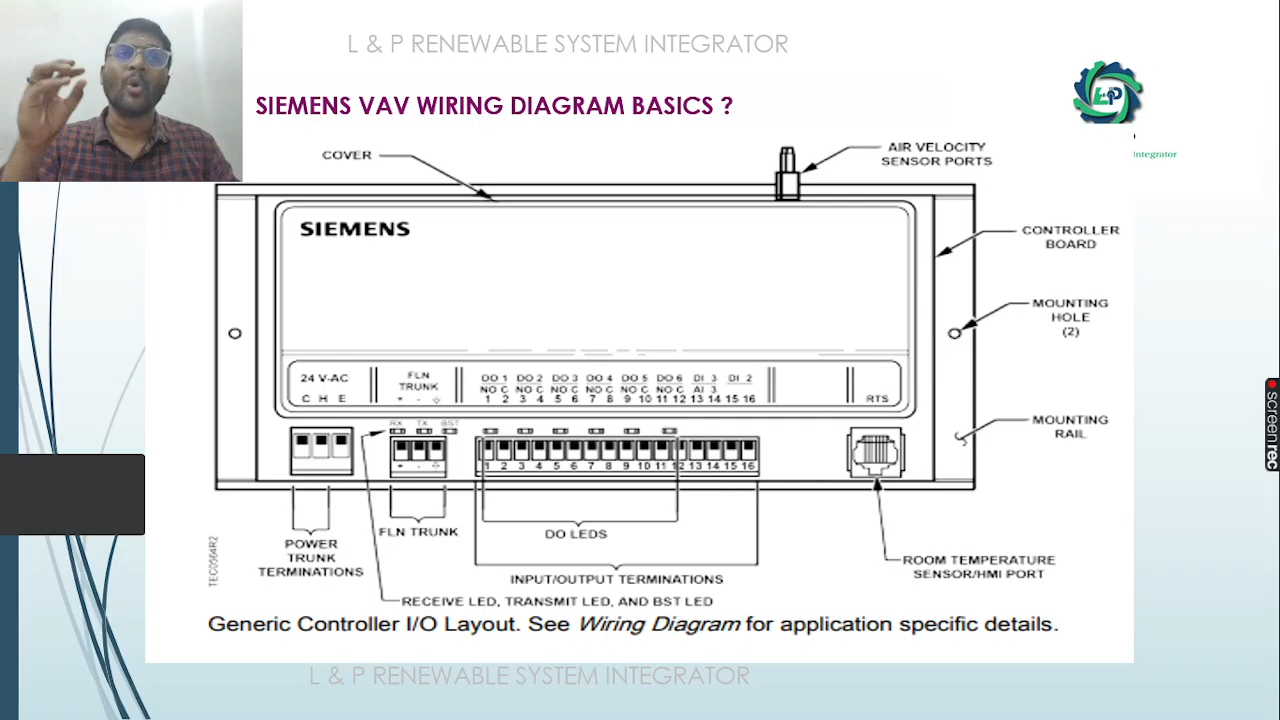 L & P RENEWABLE SYSTEM INTEGRATOR
SIEMENS VAV WIRING DIAGRAM BASICS ?
L&P
Integrator
COVER
AIR VELOCITY
SENSOR PORTS
SIEMENS
CONTROLLER
BOARD
MOUNTING
HOLE
(2)
24 V-AC
C H E
FLN
TRUNK
+ -
DO 1 DO 2 DO 3 DO 4 DO 5 DO 6 DI 3 DI 2
NO C NO C NO C NO C NO C NO C AI 3
1 2 3 4 5 6 7 8 9 10 11 12 13 14 15 16
RTS
RX TX BST
MOUNTING
RAIL
+ -
1 2 3 4 5 6 7 8 9 10 11 12 13 14 15 16
POWER
TRUNK
TERMINATIONS
FLN TRUNK
DO LEDS
INPUT/OUTPUT TERMINATIONS
ROOM TEMPERATURE
SENSOR/HMI PORT
TEC0564R2
RECEIVE LED, TRANSMIT LED, AND BST LED
Generic Controller I/O Layout. See Wiring Diagram for application specific details.
L & P RENEWABLE SYSTEM INTEGRATOR
screenrec